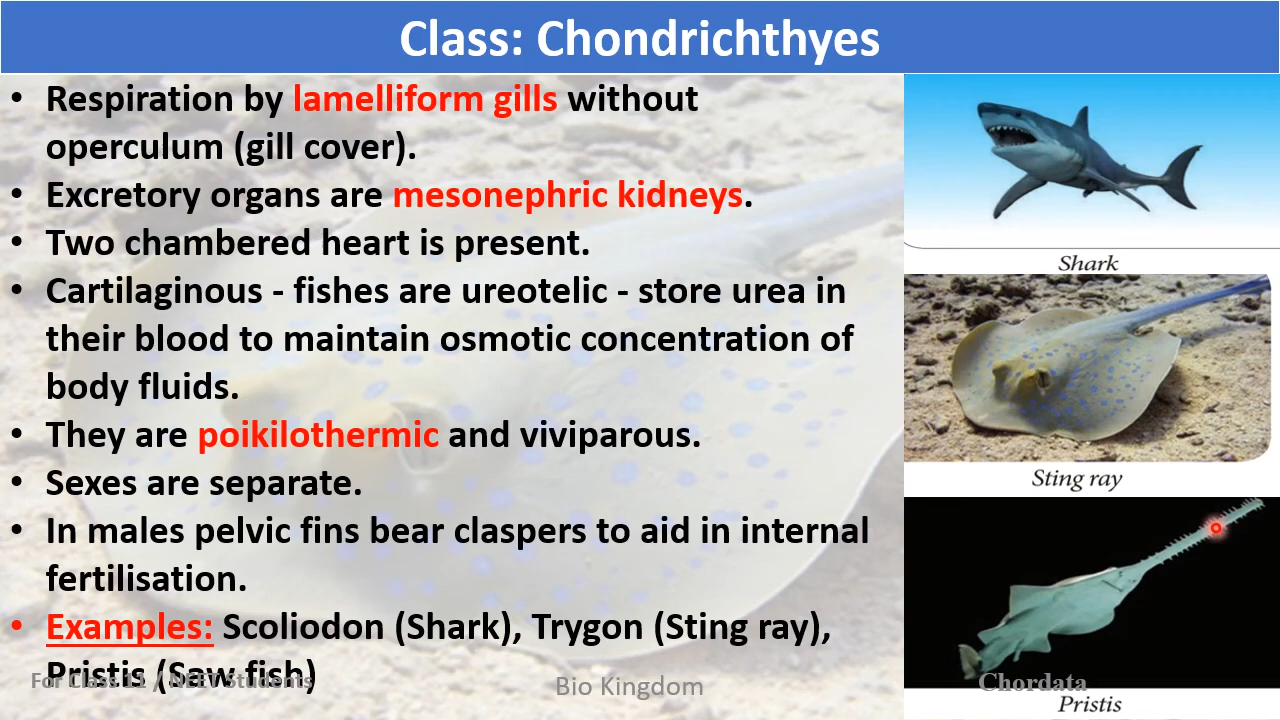 Class: Chondrichthyes
• Respiration by lamelliform gills without
operculum (gill cover).
• Excretory organs are mesonephric kidneys.
• Two chambered heart is present.
• Cartilaginous - fishes are ureotelic - store urea in
their blood to maintain osmotic concentration of
body fluids.
• They are poikilothermic and viviparous.
• Sexes are separate.
• In males pelvic fins bear claspers to aid in internal
fertilisation.
• Examples: Scoliodon (Shark), Trygon (Sting ray),
Pristis (Saw fish)
Shark
Sting ray
Pristis
For Class 11 / NEET Students
Bio Kingdom
Chordata